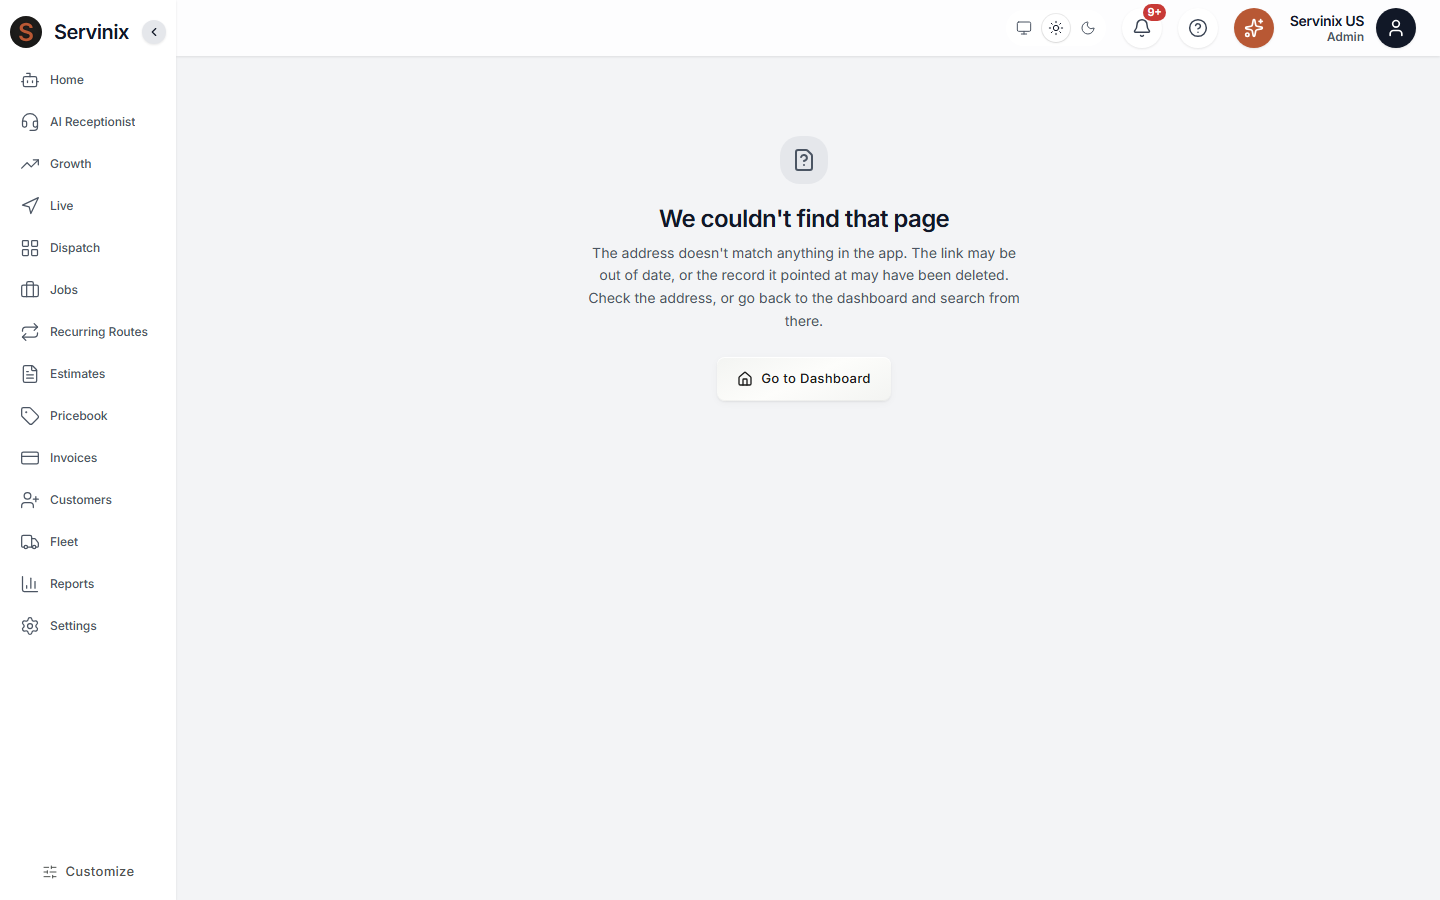 S Servinix
9+
Servinix US
Admin
Home
AI Receptionist
Growth
Live
Dispatch
Jobs
Recurring Routes
Estimates
Pricebook
Invoices
Customers
Fleet
Reports
Settings
Customize
We couldn't find that page
The address doesn't match anything in the app. The link may be
out of date, or the record it pointed at may have been deleted.
Check the address, or go back to the dashboard and search from
there.
Go to Dashboard